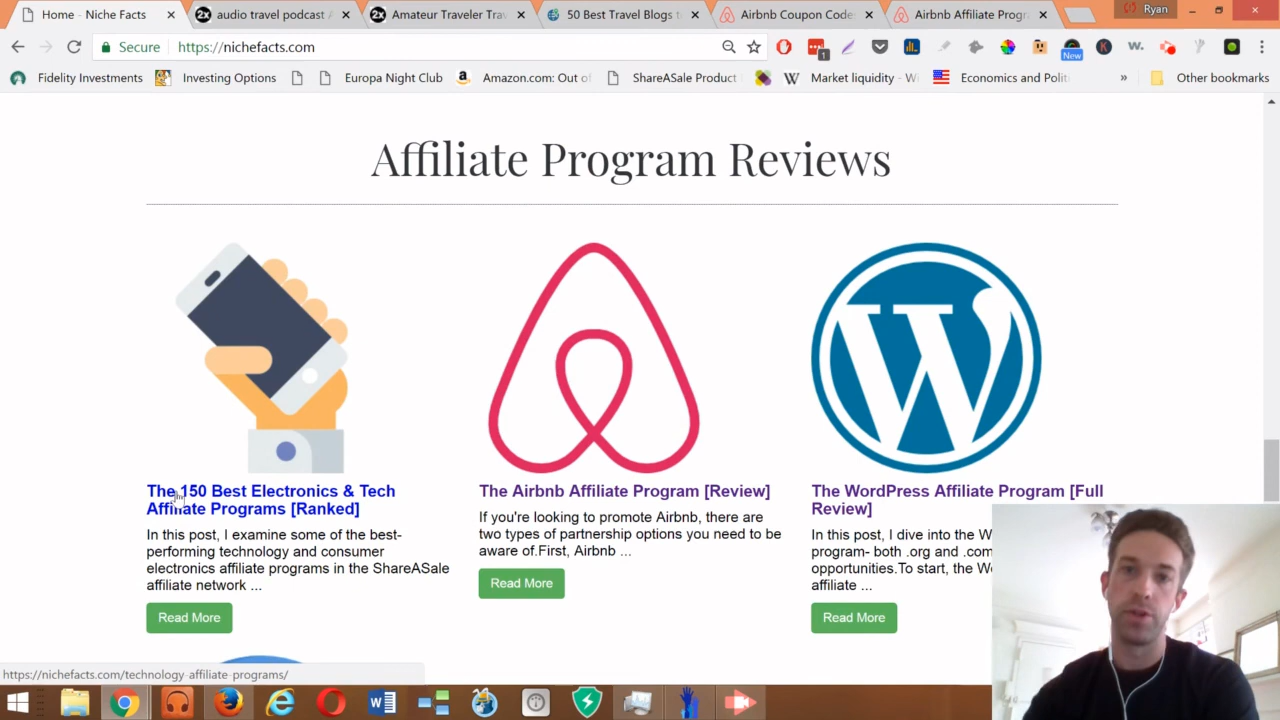 Home - Niche Facts
audio travel podcast
Amateur Traveler Trav
50 Best Travel Blogs t
Airbnb Coupon Code
Airbnb Affiliate Progr
Ryan
Secure
https://nichefacts.com
1
New
Fidelity Investments
Investing Options
Europa Night Club
Amazon.com: Out of
ShareASale Product
Market liquidity - Wi
Economics and Polit
»
Other bookmarks
Affiliate Program Reviews
The 150 Best Electronics & Tech
Affiliate Programs [Ranked]
In this post, I examine some of the best-
performing technology and consumer
electronics affiliate programs in the ShareASale
affiliate network ...
Read More
The Airbnb Affiliate Program [Review]
If you're looking to promote Airbnb, there are
two types of partnership options you need to be
aware of.First, Airbnb ...
Read More
The WordPress Affiliate Program [Full
Review]
In this post, I dive into the W
program- both .org and .com
opportunities.To start, the Wo
affiliate ...
Read More
https://nichefacts.com/technology-affiliate-programs/